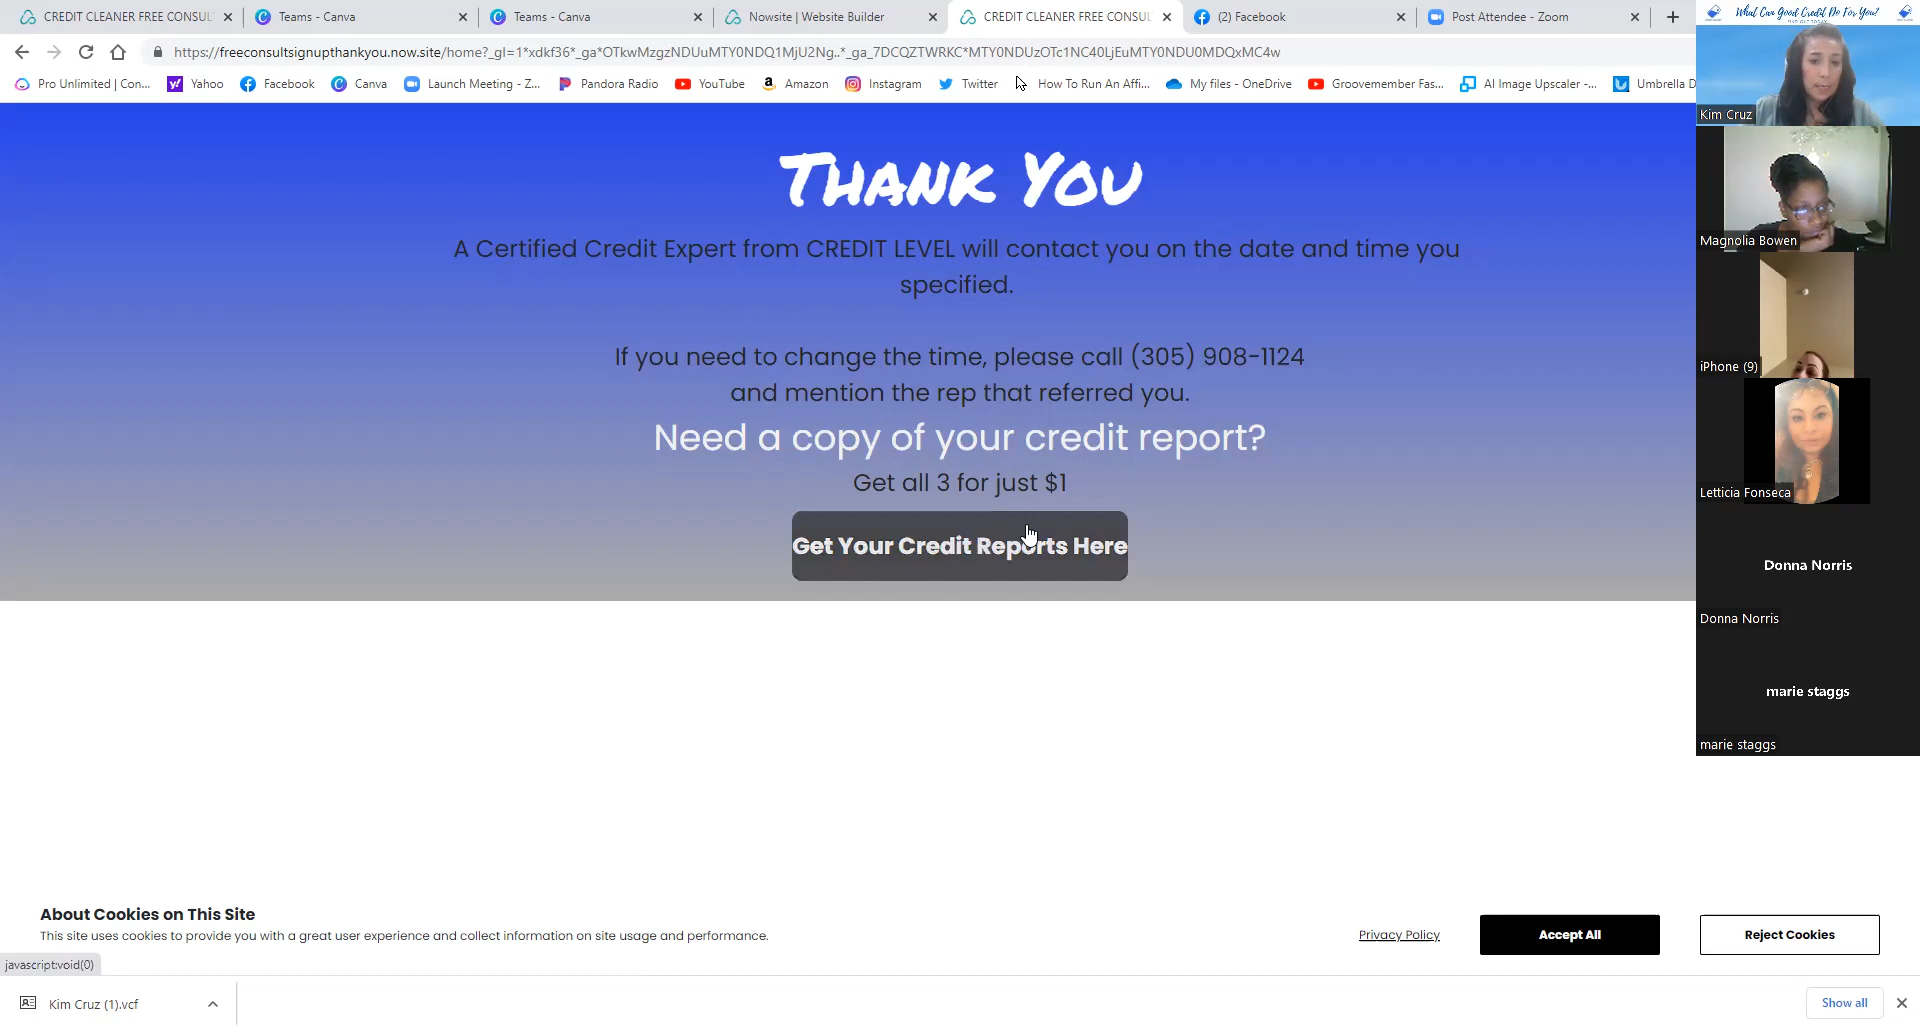 CREDIT CLEANER FREE CONSUL
Teams - Canva
Teams - Canva
Nowsite | Website Builder
CREDIT CLEANER FREE CONSUL
(2) Facebook
Post Attendee - Zoom
https://freeconsultsignupthankyou.now.site/home?_gl=1*xdkf36*_ga*OTkwMzgzNDUuMTY0NDQ1MjU2Ng..*_ga_7DCQZTWRKC*MTY0NDUzOTc1NC40LjEuMTY0NDU0MDQxMC4w
Pro Unlimited | Con...
Yahoo
Facebook
Canva
Launch Meeting - Z...
Pandora Radio
YouTube
Amazon
Instagram
Twitter
How To Run An Affi...
My files - OneDrive
Groovemember Fas...
AI Image Upscaler -...
Umbrella D
What Can Good Credit Do For You?
Kim Cruz
Magnolia Bowen
iPhone (9)
Letticia Fonseca
Donna Norris
Donna Norris
marie staggs
marie staggs
THANK YOU
A Certified Credit Expert from CREDIT LEVEL will contact you on the date and time you
specified.
If you need to change the time, please call (305) 908-1124
and mention the rep that referred you.
Need a copy of your credit report?
Get all 3 for just $1
Get Your Credit Reports Here
About Cookies on This Site
This site uses cookies to provide you with a great user experience and collect information on site usage and performance.
Privacy Policy
Accept All
Reject Cookies
javascript:void(0)
Kim Cruz (1).vcf
Show all